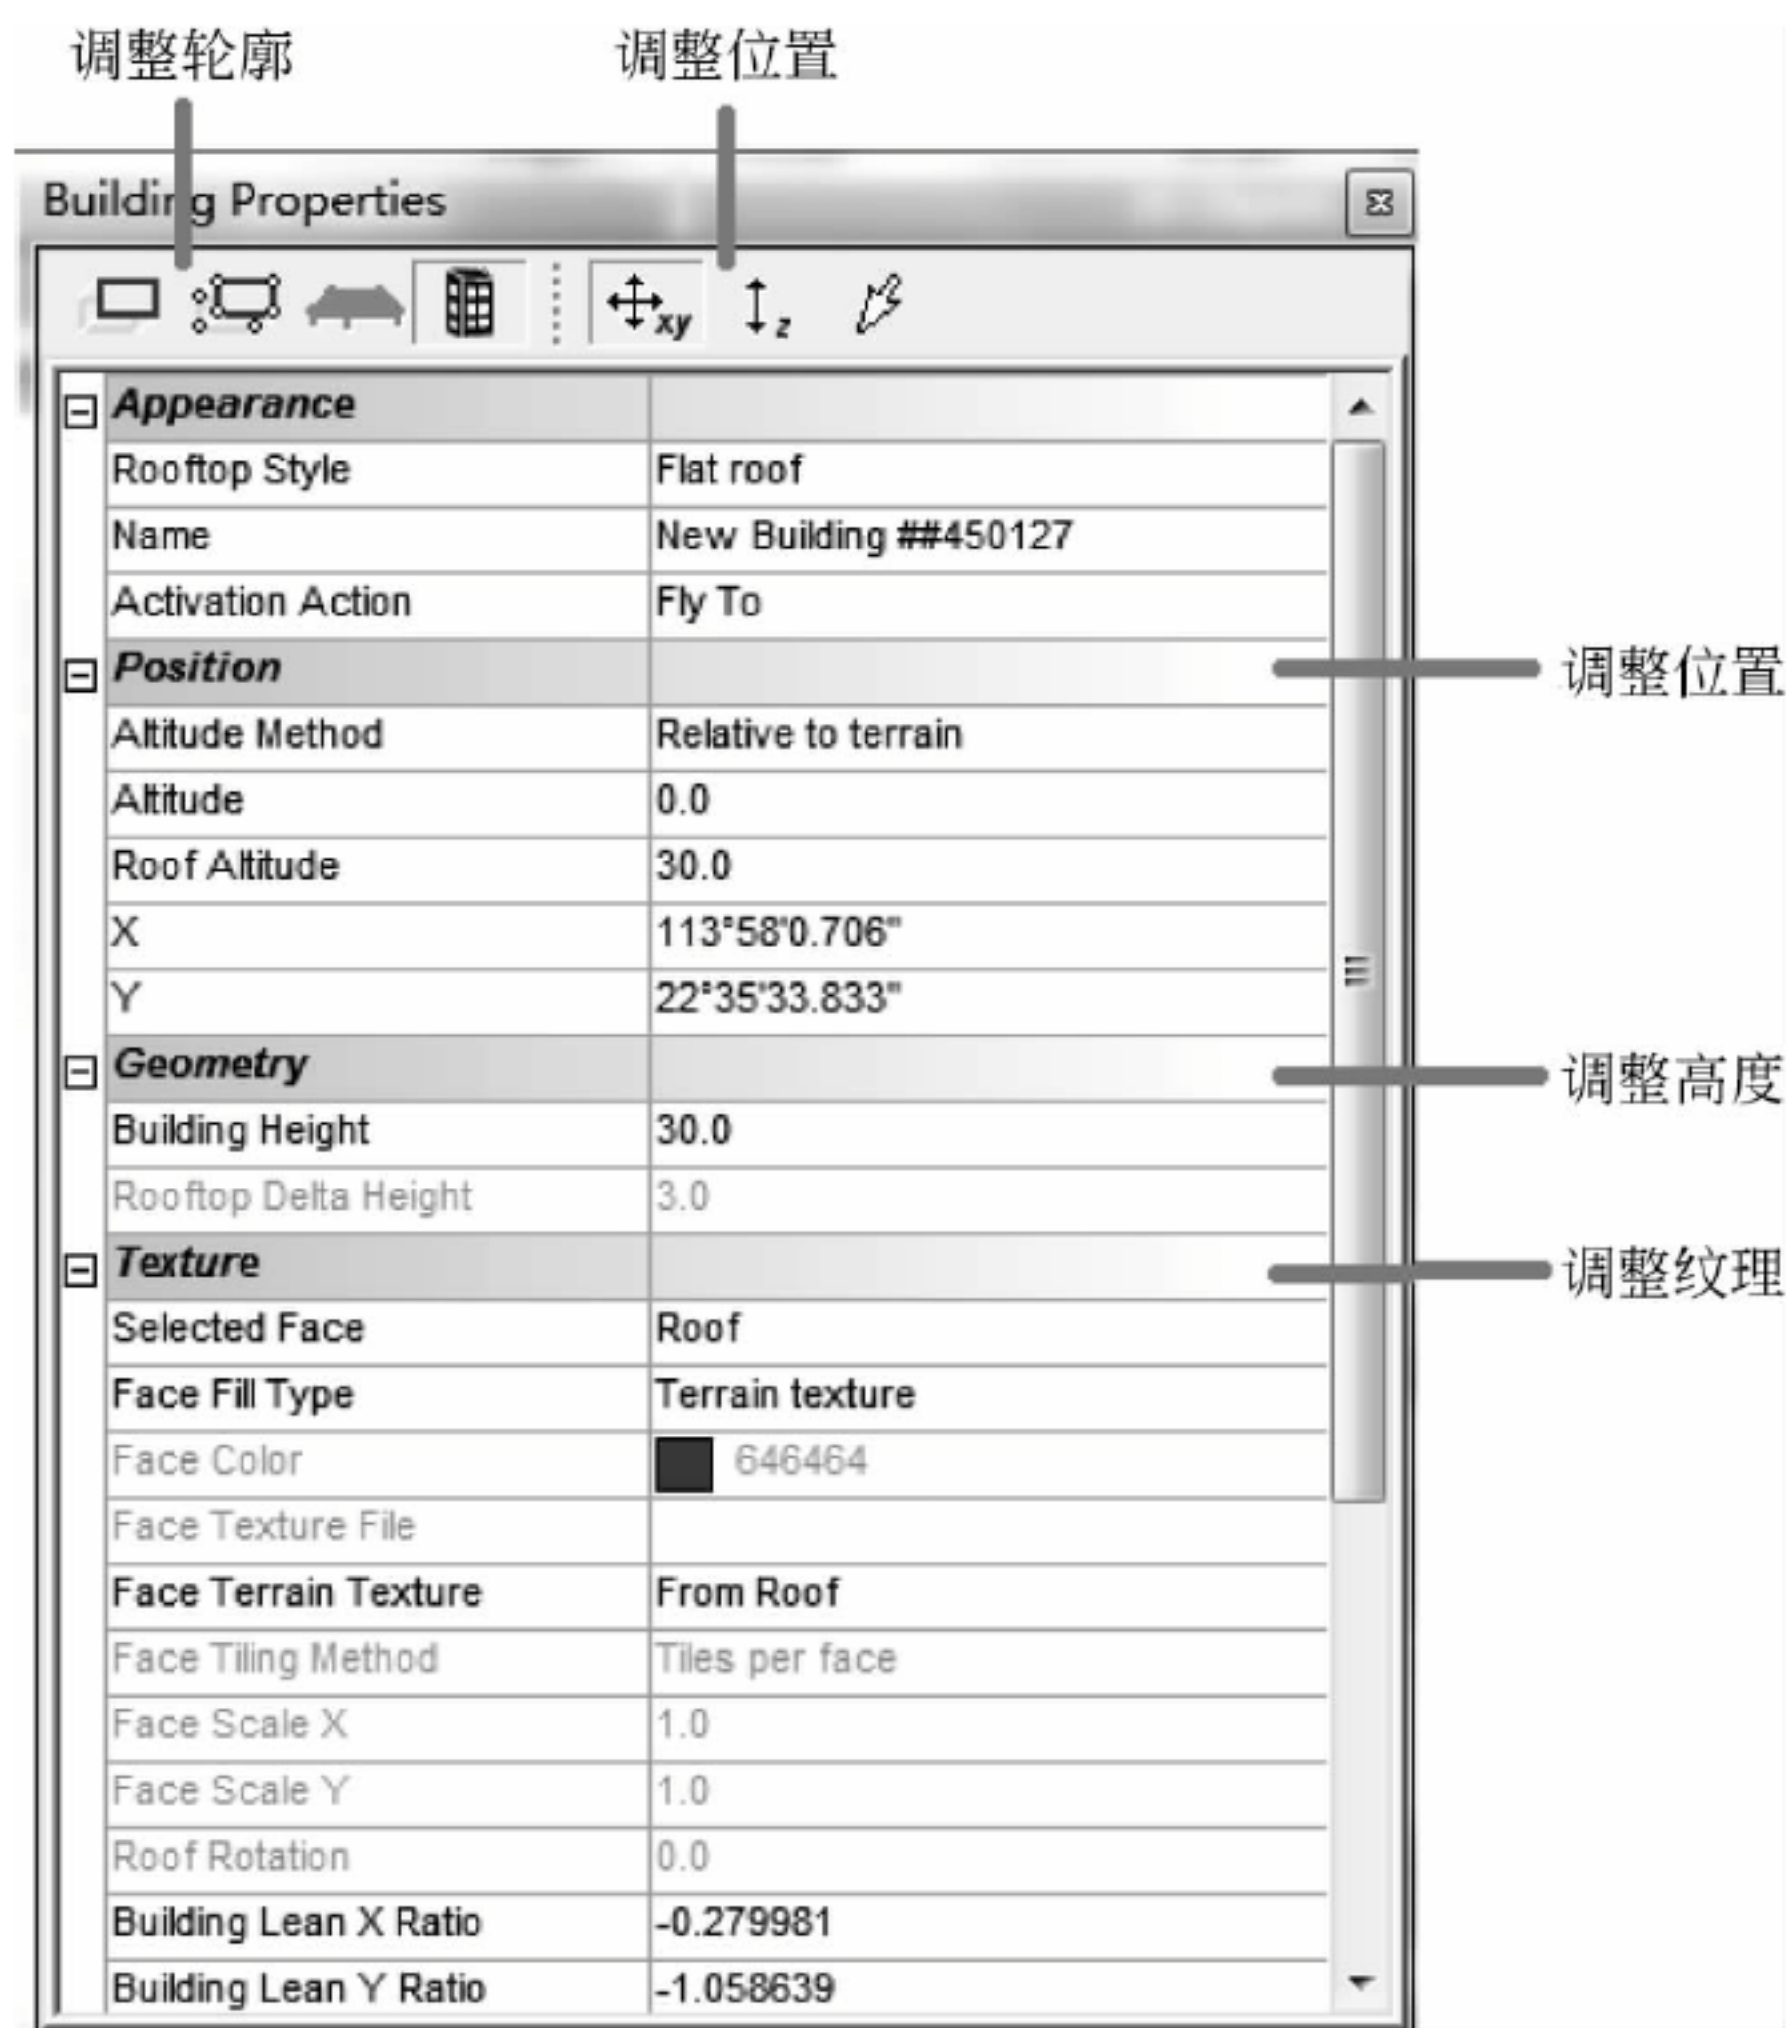 调整轮廓 调整位置
Building Properties
xy z
Appearance
Rooftop Style Flat roof
Name New Building ##450127
Activation Action Fly To
Position 调整位置
Altitude Method Relative to terrain
Altitude 0.0
Roof Altitude 30.0
X 113°58'0.706"
Y 22°35'33.833"
Geometry 调整高度
Building Height 30.0
Rooftop Delta Height 3.0
Texture 调整纹理
Selected Face Roof
Face Fill Type Terrain texture
Face Color 646464
Face Texture File
Face Terrain Texture From Roof
Face Tiling Method Tiles per face
Face Scale X 1.0
Face Scale Y 1.0
Roof Rotation 0.0
Building Lean X Ratio -0.279981
Building Lean Y Ratio -1.058639